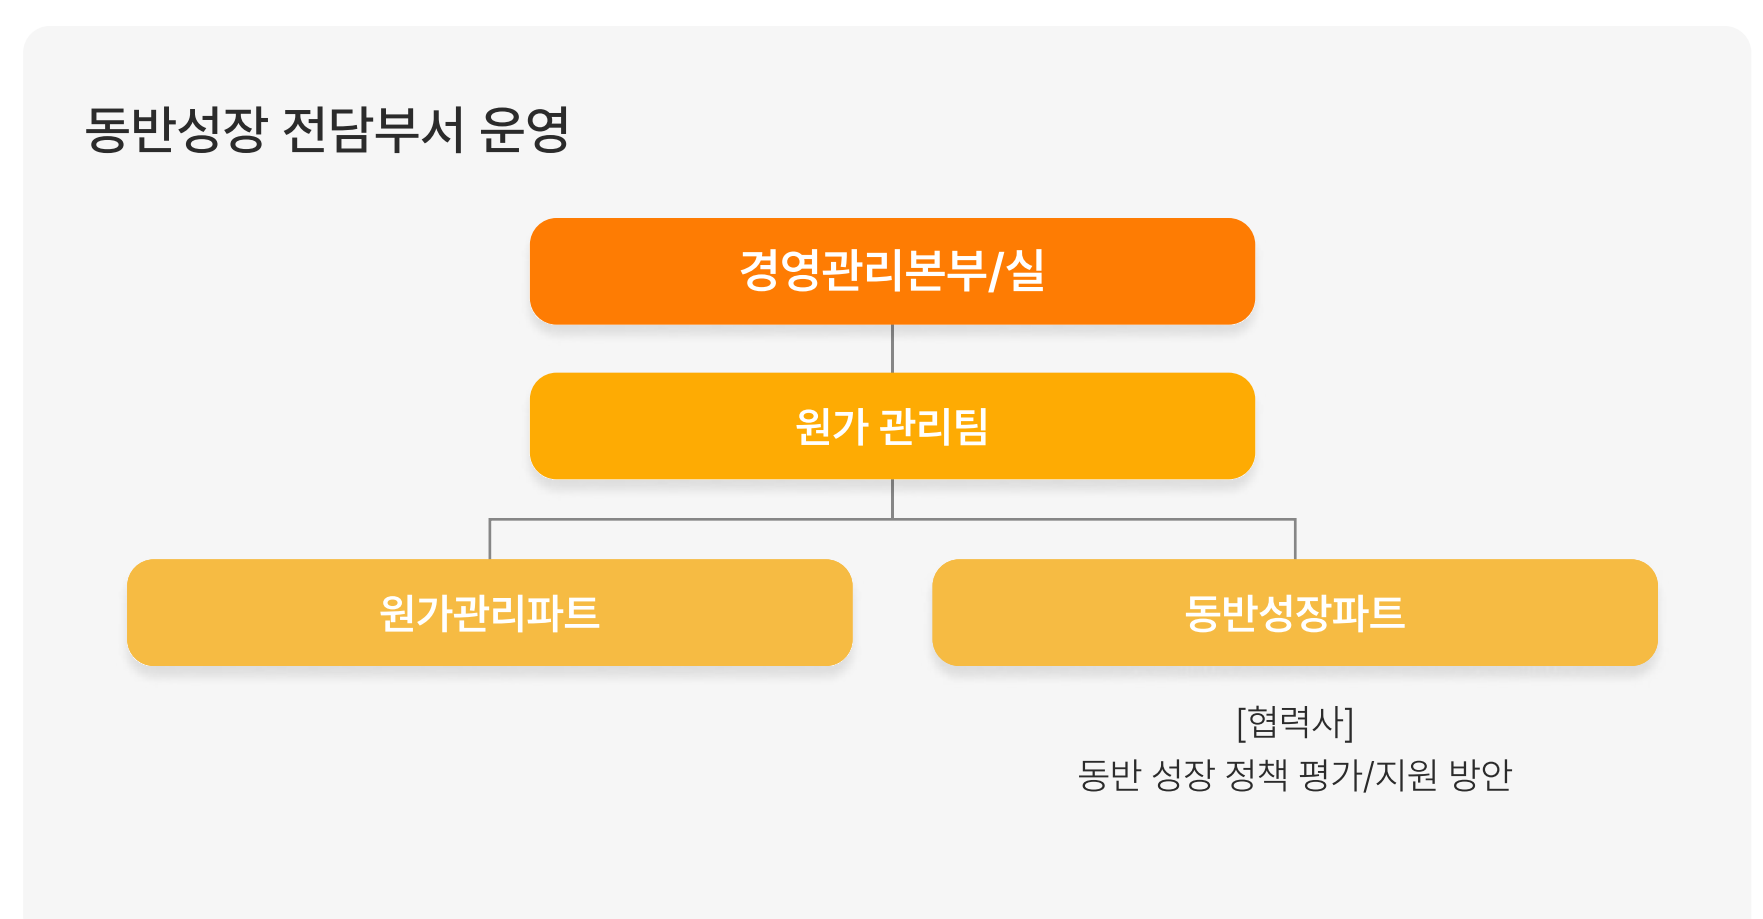 동반성장 전담부서 운영
경영관리본부/실
원가 관리팀
원가관리파트
동반성장파트
[협력사]
동반 성장 정책 평가/지원 방안